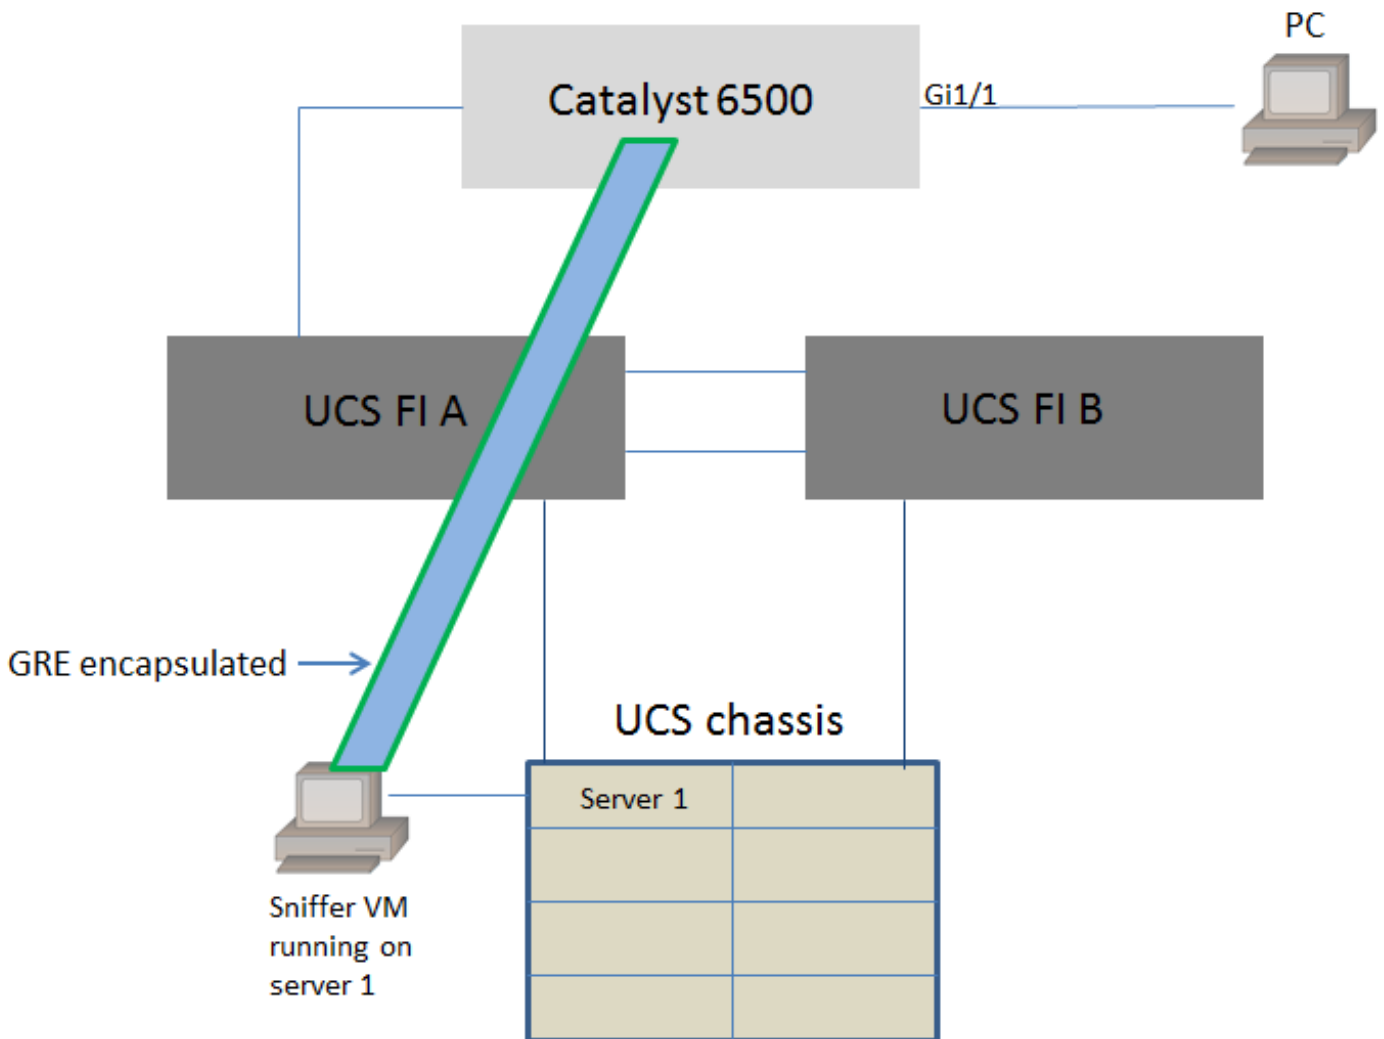 PC
Catalyst 6500
Gi1/1
UCS FI A
UCS FI B
GRE encapsulated
UCS chassis
Server 1
Sniffer VM
running on
server 1